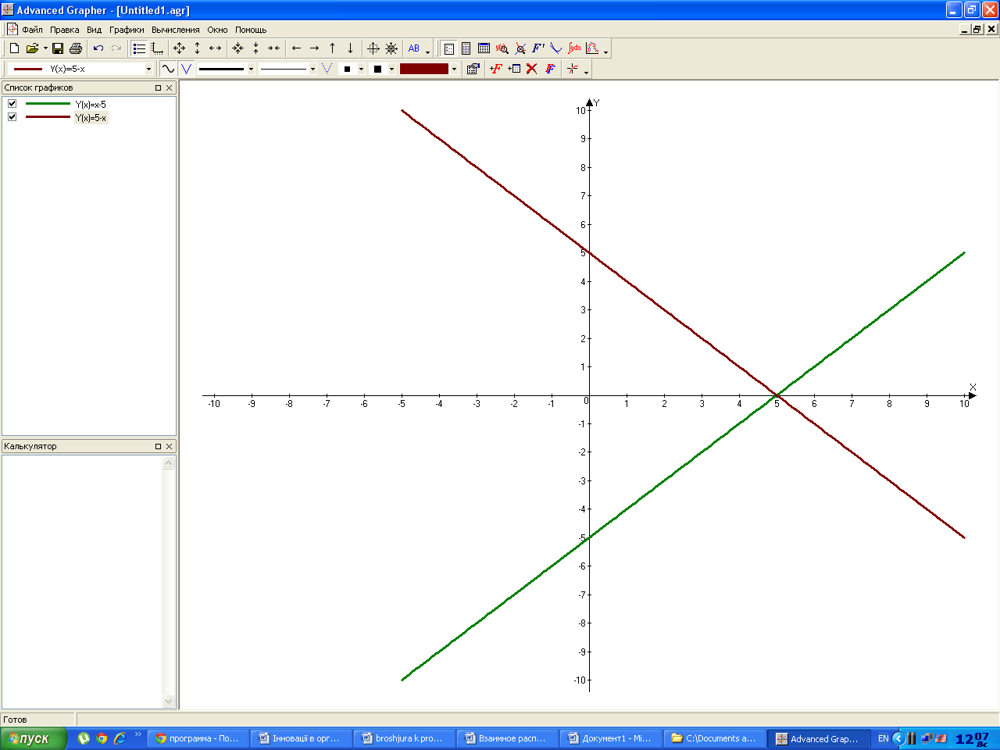 Advanced Grapher - [Untitled1.agr]
Файл Правка Вид Графики Вычисления Окно Помощь
AB
y(x)
F'
∫ydx
Y(x)=5-x
+F
F
Список графиков
Y(x)=x-5
Y(x)=5-x
Калькулятор
Y
10
9
8
7
6
5
4
3
2
1
X
-10 -9 -8 -7 -6 -5 -4 -3 -2 -1 0 1 2 3 4 5 6 7 8 9 10
-1
-2
-3
-4
-5
-6
-7
-8
-9
-10
Готов
пуск
программа - По...
Інновації в орг...
broshjura k pro...
Взаимное расп...
Документ1 - Mi...
C:\Documents a...
Advanced Grap...
EN
12 07
Вс